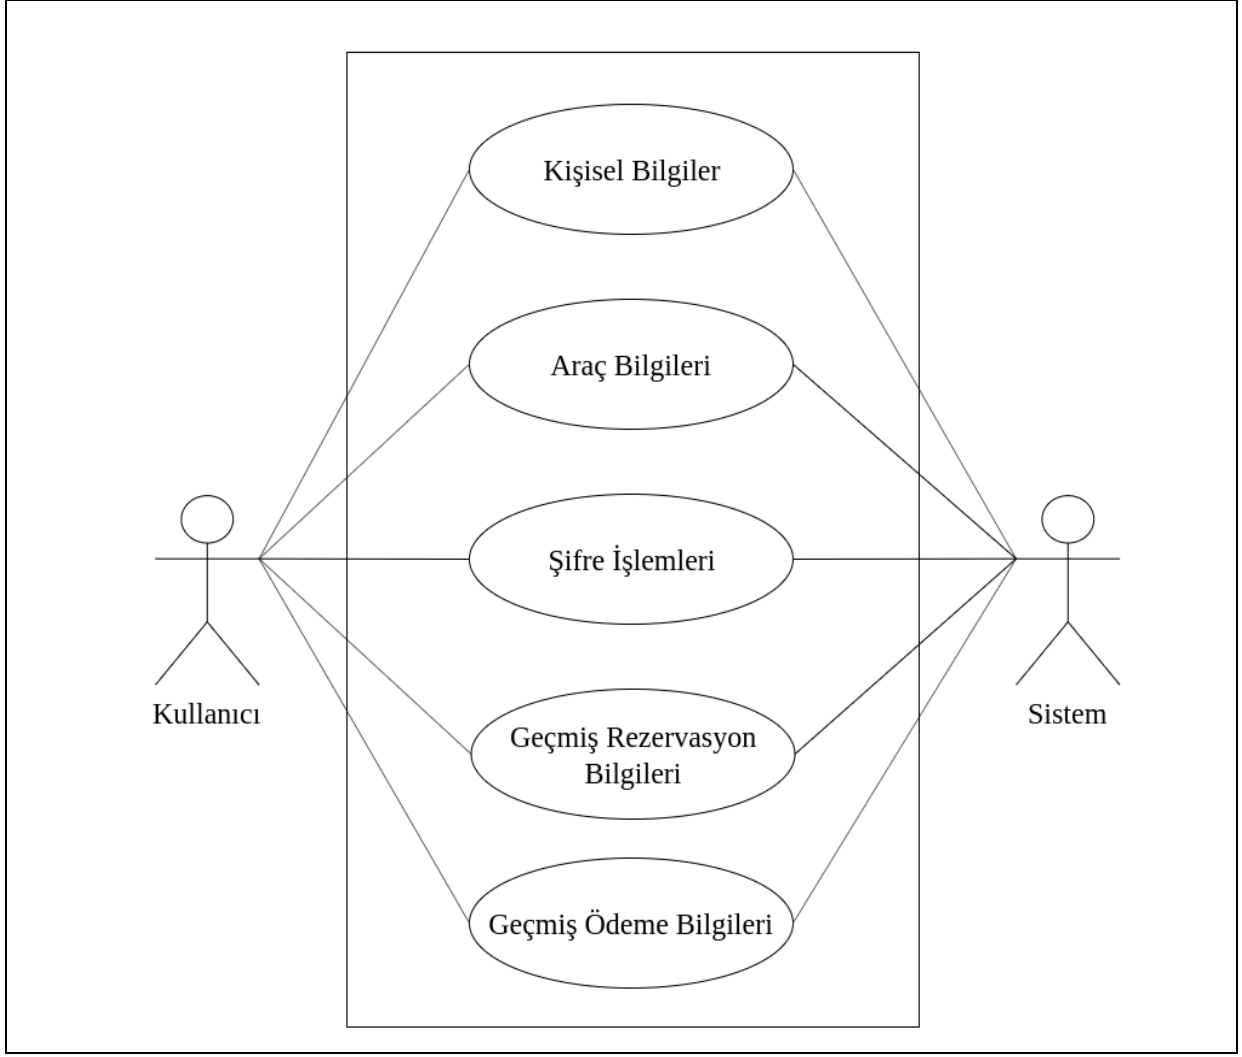 Kişisel Bilgiler
Araç Bilgileri
Şifre İşlemleri
Kullanıcı
Sistem
Geçmiş Rezervasyon
Bilgileri
Geçmiş Ödeme Bilgileri